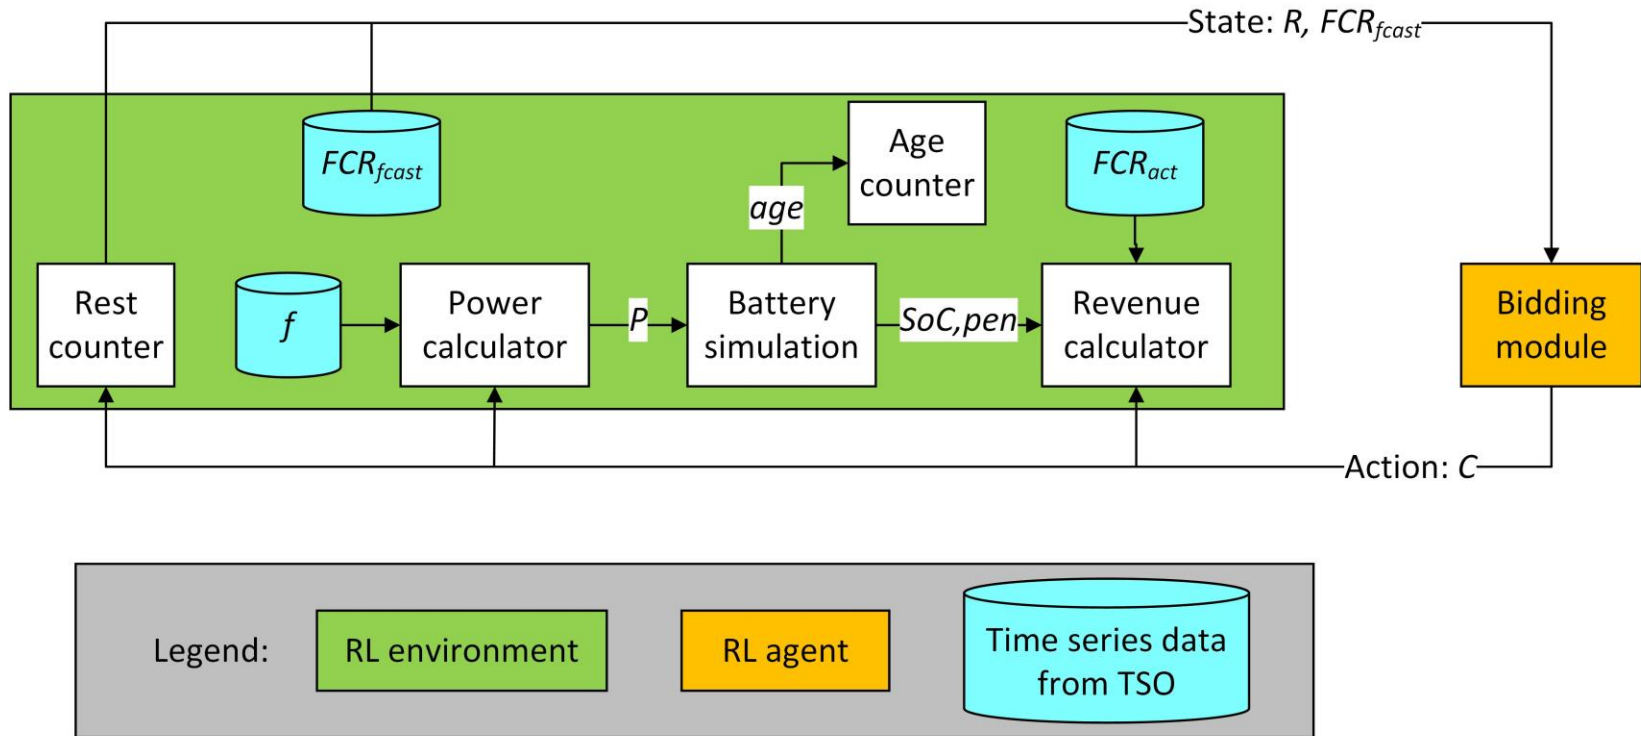 State: R, FCRfcast
FCRfcast
Age
counter
FCRact
age
Rest
counter
f
Power
calculator
P
Battery
simulation
SoC,pen
Revenue
calculator
Bidding
module
Action: C
Legend:
RL environment
RL agent
Time series data
from TSO